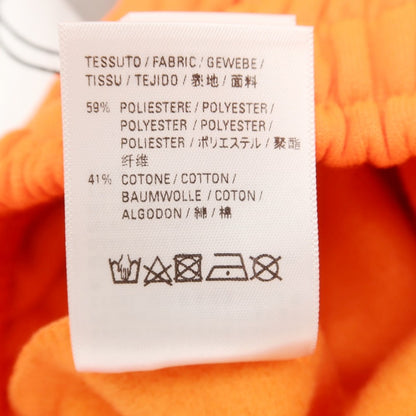 TESSUTO / FABRIC / GEWEBE /
TISSU / TEJIDO / 敷地 / 面料
59% POLIESTERE / POLYESTER /
POLYESTER / POLYESTER /
POLIESTER / ポリエステル / 聚酯
纤维
41% COTONE / COTTON /
BAUMWOLLE / COTON /
ALGODON / 綿 / 棉